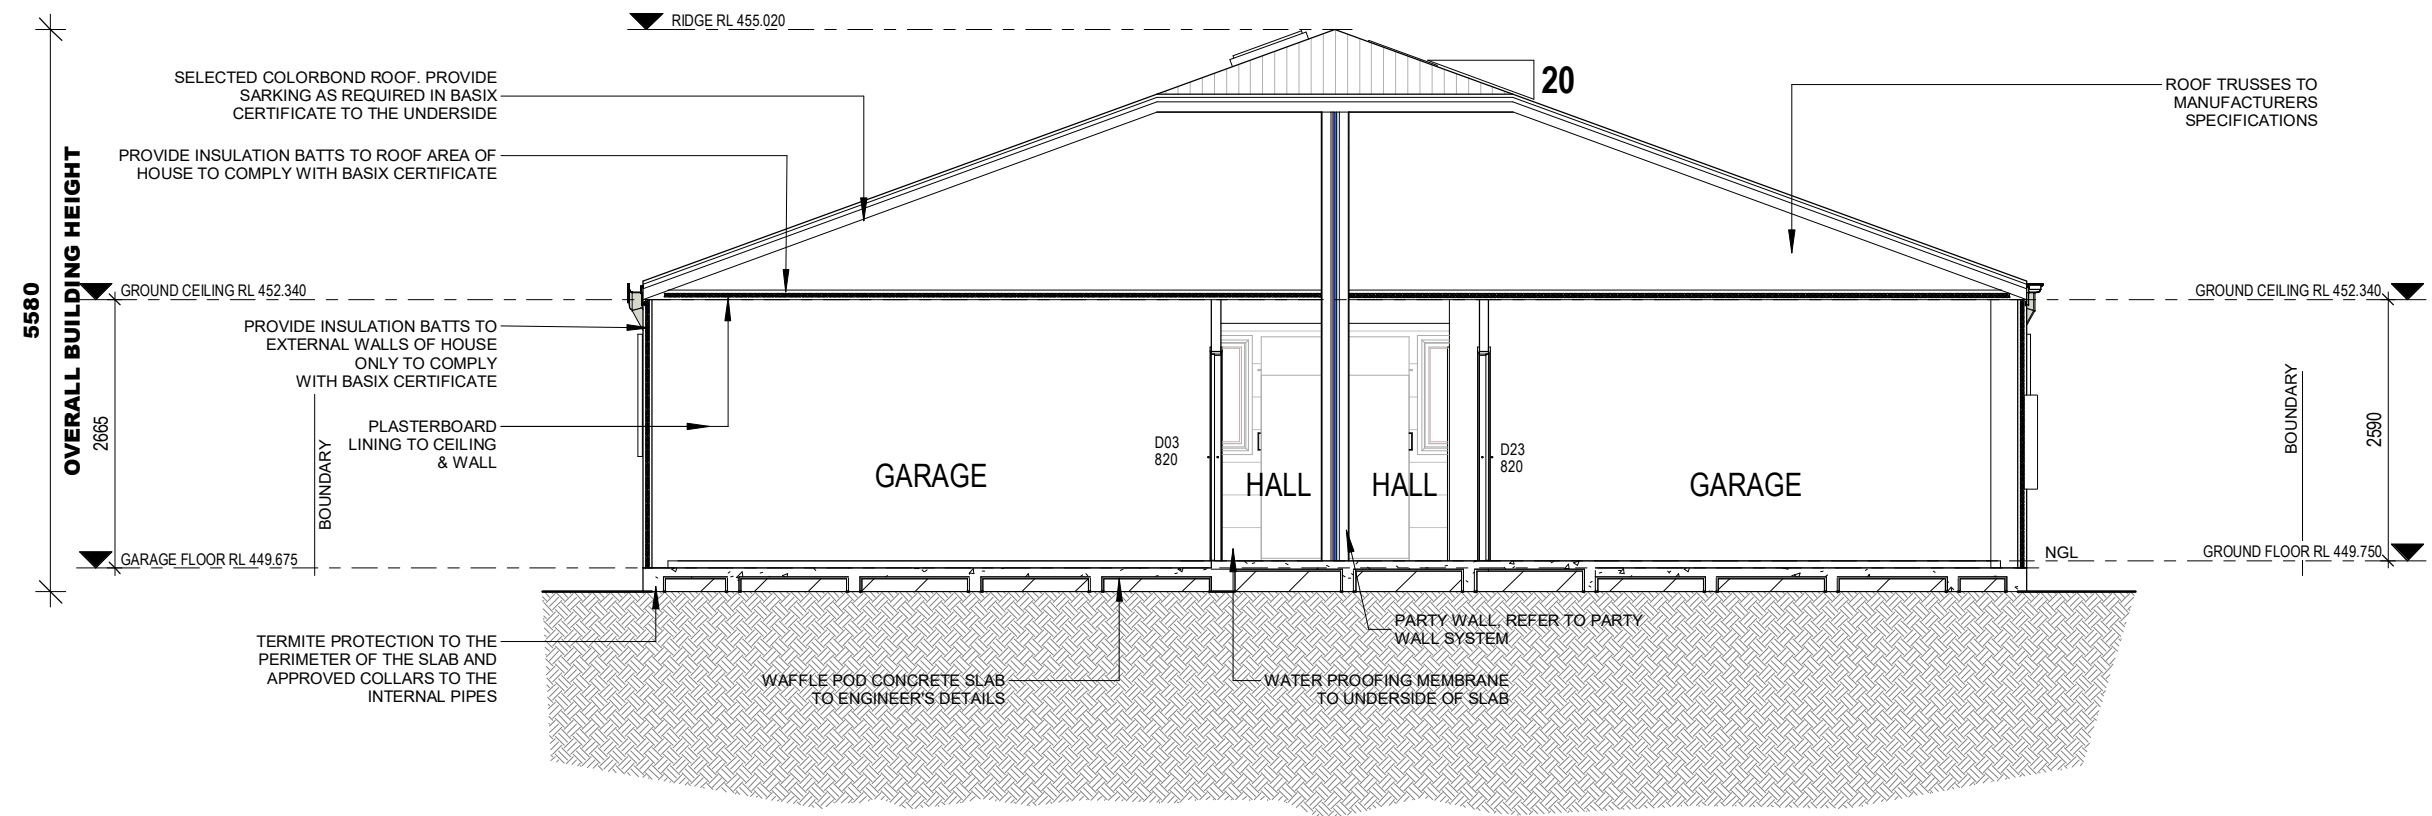 RIDGE RL 455.020
SELECTED COLORBOND ROOF. PROVIDE
SARKING AS REQUIRED IN BASIX
CERTIFICATE TO THE UNDERSIDE
20
ROOF TRUSSES TO
MANUFACTURERS
SPECIFICATIONS
PROVIDE INSULATION BATTS TO ROOF AREA OF
HOUSE TO COMPLY WITH BASIX CERTIFICATE
5580
OVERALL BUILDING HEIGHT
GROUND CEILING RL 452.340
GROUND CEILING RL 452.340
PROVIDE INSULATION BATTS TO
EXTERNAL WALLS OF HOUSE
ONLY TO COMPLY
WITH BASIX CERTIFICATE
2665
BOUNDARY
PLASTERBOARD
LINING TO CEILING
& WALL
GARAGE
D03
820
HALL
HALL
D23
820
GARAGE
BOUNDARY
2590
GARAGE FLOOR RL 449.675
NGL
GROUND FLOOR RL 449.750
TERMITE PROTECTION TO THE
PERIMETER OF THE SLAB AND
APPROVED COLLARS TO THE
INTERNAL PIPES
WAFFLE POD CONCRETE SLAB
TO ENGINEER'S DETAILS
PARTY WALL, REFER TO PARTY
WALL SYSTEM
WATER PROOFING MEMBRANE
TO UNDERSIDE OF SLAB